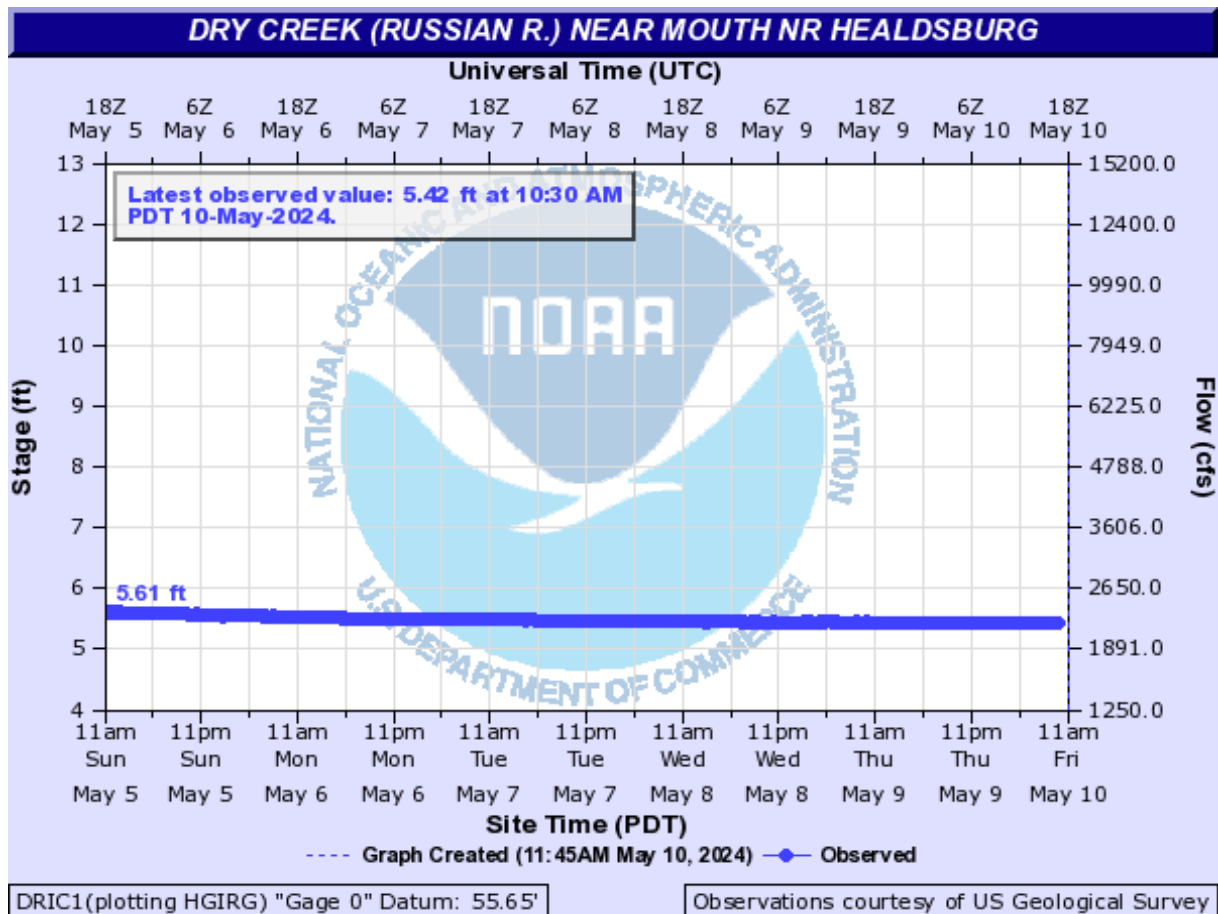 DRY CREEK (RUSSIAN R.) NEAR MOUTH NR HEALDSBURG
Universal Time (UTC)
18Z 6Z 18Z 6Z 18Z 6Z 18Z 6Z 18Z 6Z 18Z
May 5 May 6 May 6 May 7 May 7 May 8 May 8 May 9 May 9 May 10 May 10
Latest observed value: 5.42 ft at 10:30 AM
PDT 10-May-2024.
13 15200.0
12 12400.0
11 9990.0
10 7949.0
9 6225.0
8 4788.0
7 3606.0
6 2650.0
5 1891.0
4 1250.0
Stage (ft)
Flow (cfs)
5.61 ft
NATIONAL OCEANIC AND ATMOSPHERIC ADMINISTRATION
NOAA
U.S. DEPARTMENT OF COMMERCE
11am 11pm 11am 11pm 11am 11pm 11am 11pm 11am 11pm 11am
Sun Sun Mon Mon Tue Tue Wed Wed Thu Thu Fri
May 5 May 5 May 6 May 6 May 7 May 7 May 8 May 8 May 9 May 9 May 10
Site Time (PDT)
---- Graph Created (11:45AM May 10, 2024) Observed
DRIC1(plotting HGIRG) "Gage 0" Datum: 55.65'
Observations courtesy of US Geological Survey